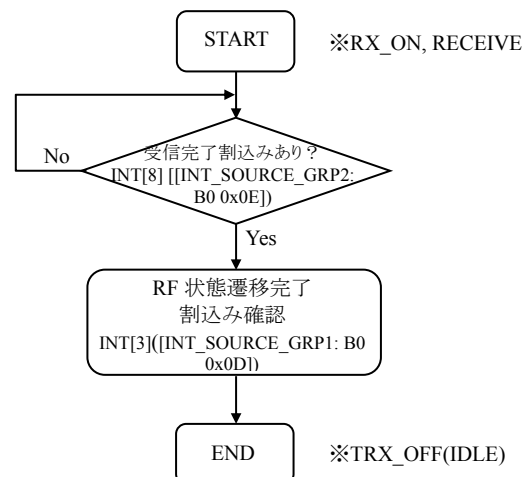 START
※RX_ON, RECEIVE
受信完了割込みあり？
INT[8] [[INT_SOURCE_GRP2:
B0 0x0E])
No
Yes
RF 状態遷移完了
割込み確認
INT[3]([INT_SOURCE_GRP1: B0
0x0D])
END
※TRX_OFF(IDLE)